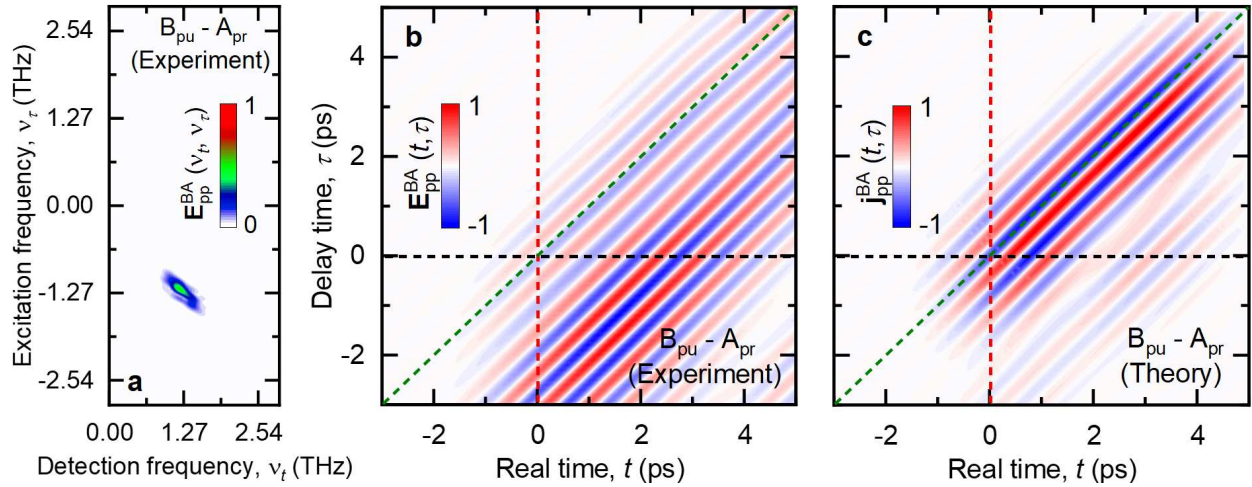 2.54
1.27
0.00
-1.27
-2.54
Excitation frequency, ν_τ (THz)
B_pu - A_pr
(Experiment)
1
0
E_pp^BA (ν_t, ν_τ)
a
0.00 1.27 2.54
Detection frequency, ν_t (THz)
b
4
2
0
-2
Delay time, τ (ps)
1
-1
E_pp^BA (t, τ)
B_pu - A_pr
(Experiment)
-2 0 2 4
Real time, t (ps)
c
1
-1
j_pp^BA (t, τ)
B_pu - A_pr
(Theory)
-2 0 2 4
Real time, t (ps)